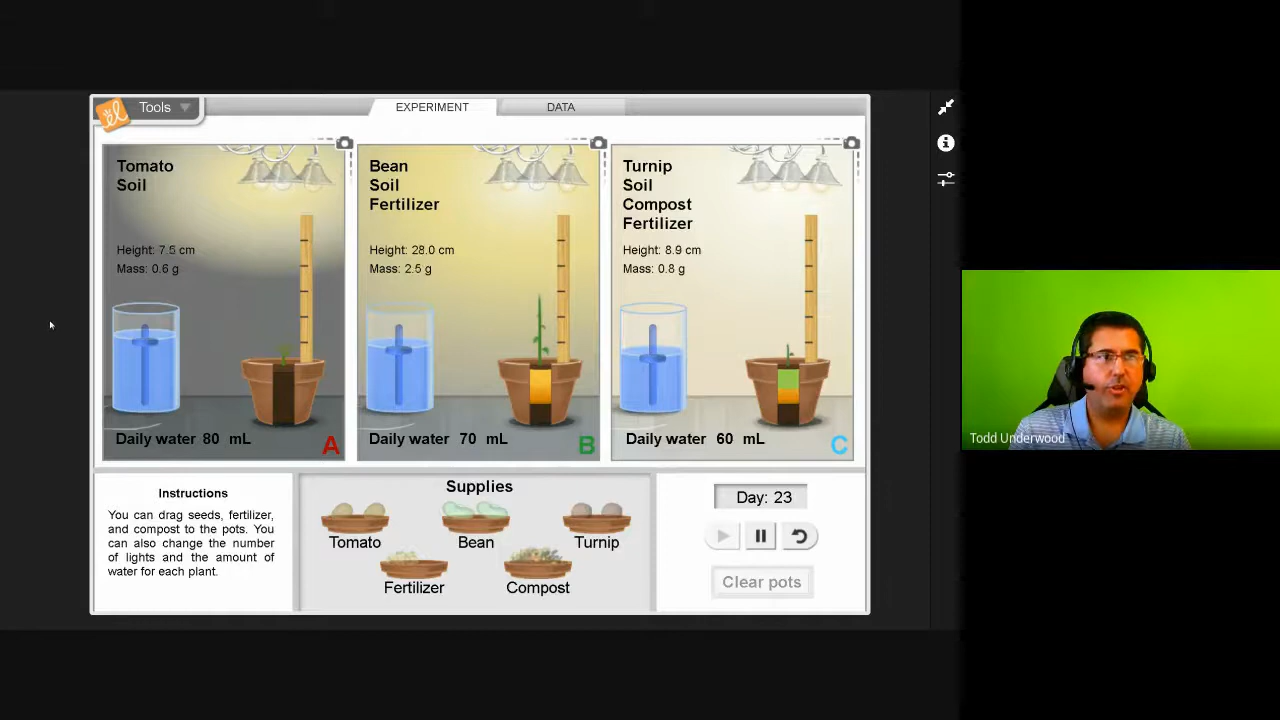 Tools
EXPERIMENT
DATA
Tomato
Soil
Height: 7.5 cm
Mass: 0.6 g
Daily water 80 mL
A
Bean
Soil
Fertilizer
Height: 28.0 cm
Mass: 2.5 g
Daily water 70 mL
B
Turnip
Soil
Compost
Fertilizer
Height: 8.9 cm
Mass: 0.8 g
Daily water 60 mL
C
Instructions
You can drag seeds, fertilizer,
and compost to the pots. You
can also change the number
of lights and the amount of
water for each plant.
Supplies
Tomato
Bean
Turnip
Fertilizer
Compost
Day: 23
Clear pots
Todd Underwood